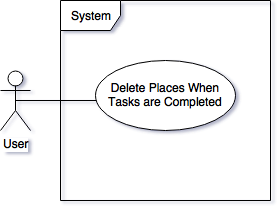 System
Delete Places When
Tasks are Completed
User